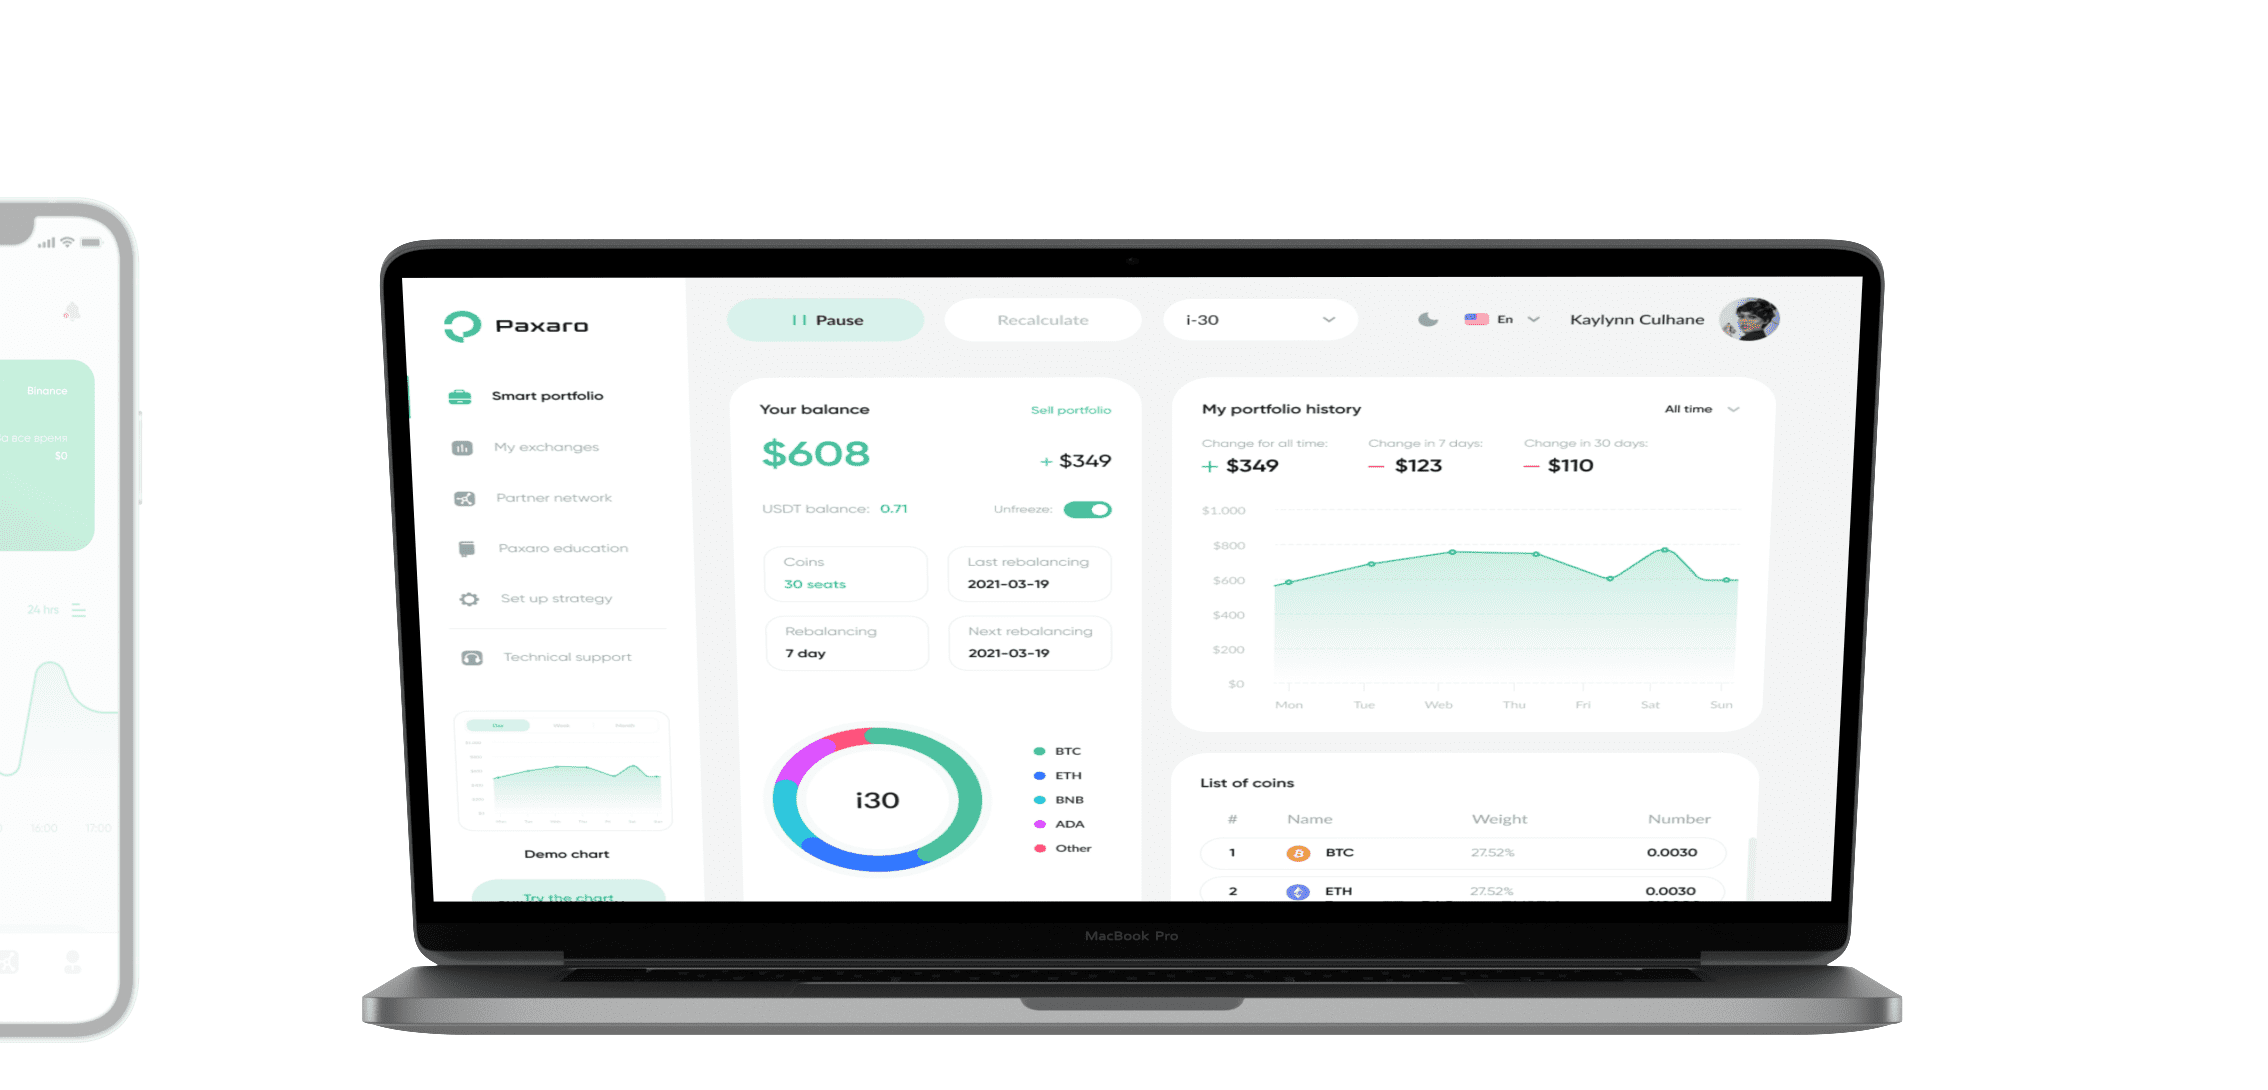 Binance
за все время
$0
24 hrs
16:00
17:00
Paxaro
Smart portfolio
My exchanges
Partner network
Paxaro education
Set up strategy
Technical support
Demo chart
Try the chart
Pause
Recalculate
i-30
En
Kaylynn Culhane
Your balance
Sell portfolio
$608
+ $349
USDT balance: 0.71
Unfreeze:
Coins
30 seats
Last rebalancing
2021-03-19
Rebalancing
7 day
Next rebalancing
2021-03-19
i30
BTC
ETH
BNB
ADA
Other
My portfolio history
All time
Change for all time:
+ $349
Change in 7 days:
— $123
Change in 30 days:
— $110
$1.000
$800
$600
$400
$200
$0
Mon Tue Web Thu Fri Sat Sun
List of coins
# Name Weight Number
1 BTC 27.52% 0.0030
2 ETH 27.52% 0.0030
MacBook Pro